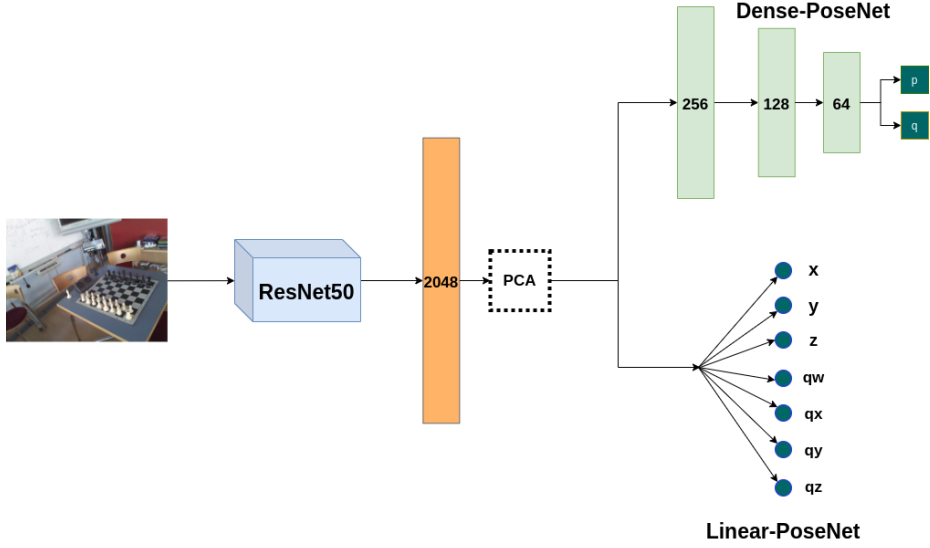 Dense-PoseNet
256
128
64
p
q
ResNet50
2048
PCA
x
y
z
qw
qx
qy
qz
Linear-PoseNet